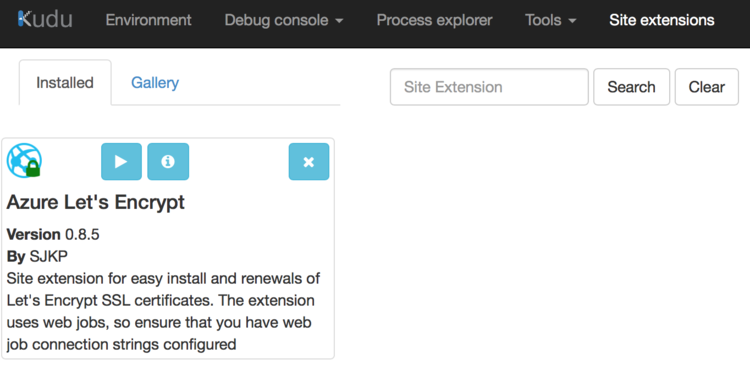 Kudu Environment Debug console Process explorer Tools Site extensions
Installed Gallery Site Extension Search Clear
Azure Let's Encrypt
Version 0.8.5
By SJKP
Site extension for easy install and renewals of
Let's Encrypt SSL certificates. The extension
uses web jobs, so ensure that you have web
job connection strings configured